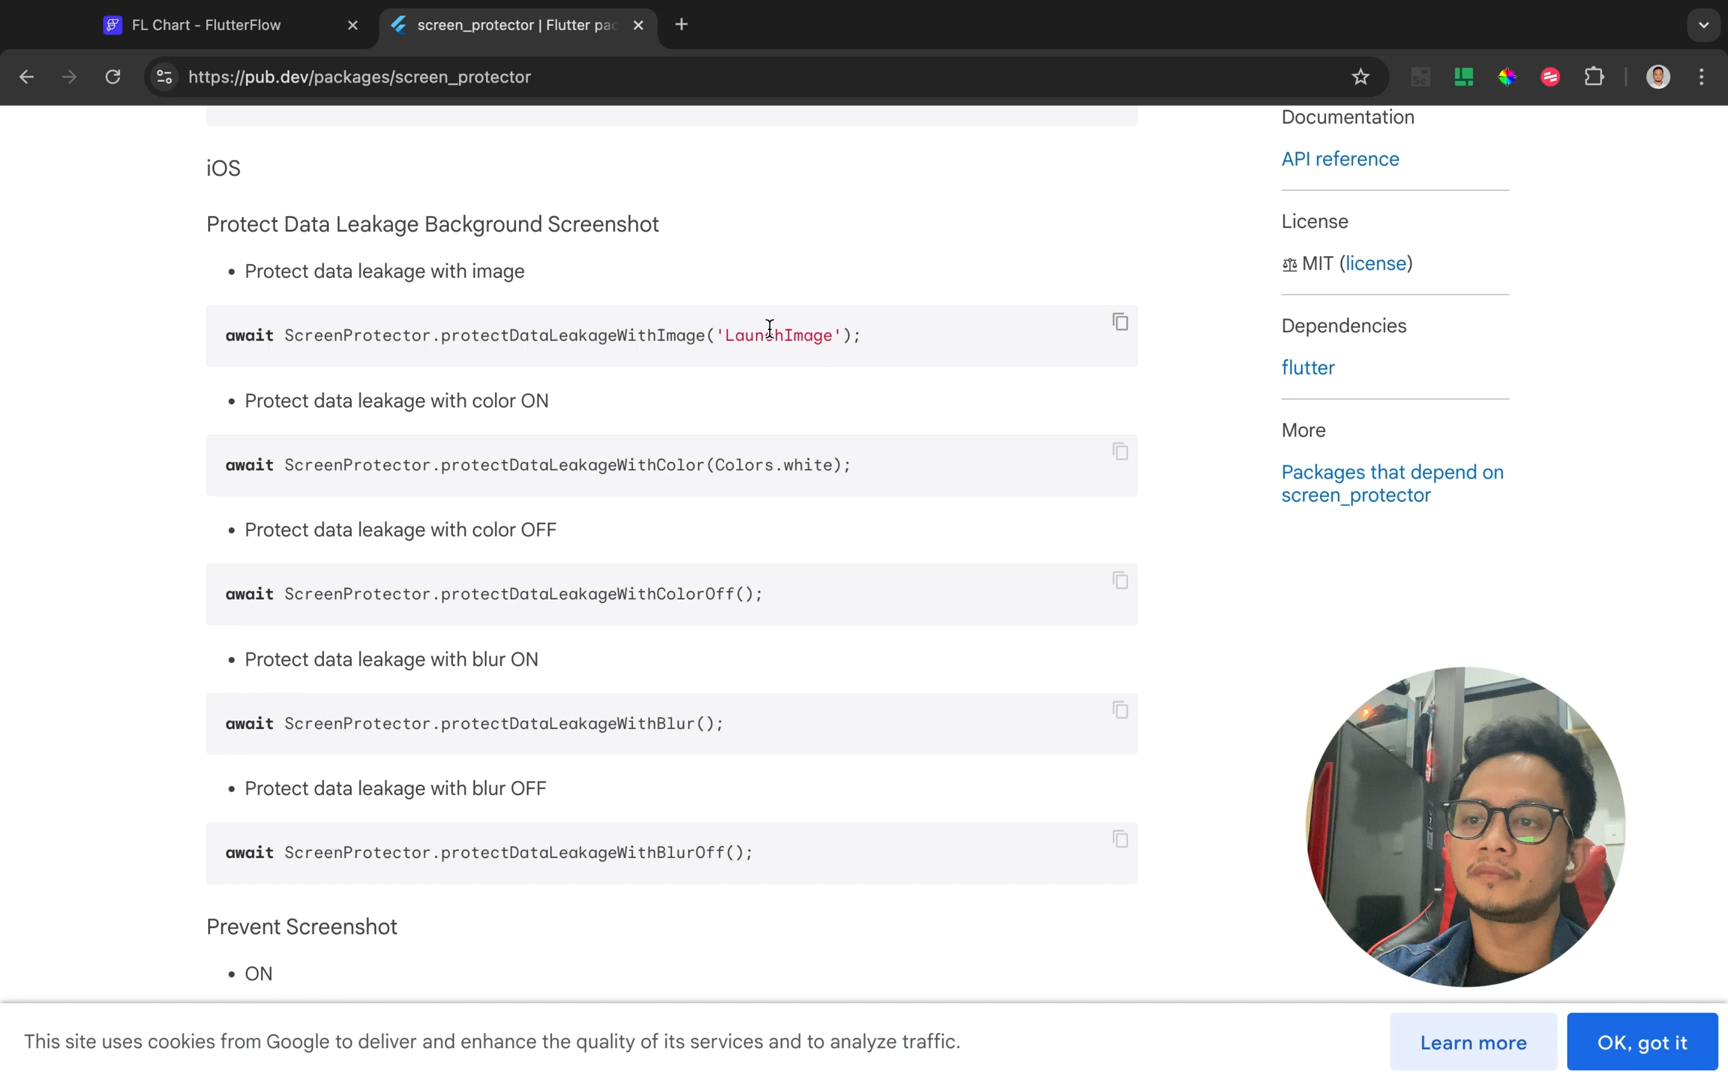 FL Chart - FlutterFlow
screen_protector | Flutter pac
https://pub.dev/packages/screen_protector
Documentation
API reference
iOS
License
Protect Data Leakage Background Screenshot
MIT (license)
• Protect data leakage with image
Dependencies
await ScreenProtector.protectDataLeakageWithImage('LaunchImage');
flutter
• Protect data leakage with color ON
More
await ScreenProtector.protectDataLeakageWithColor(Colors.white);
Packages that depend on
screen_protector
• Protect data leakage with color OFF
await ScreenProtector.protectDataLeakageWithColorOff();
• Protect data leakage with blur ON
await ScreenProtector.protectDataLeakageWithBlur();
• Protect data leakage with blur OFF
await ScreenProtector.protectDataLeakageWithBlurOff();
Prevent Screenshot
• ON
This site uses cookies from Google to deliver and enhance the quality of its services and to analyze traffic.
Learn more
OK, got it